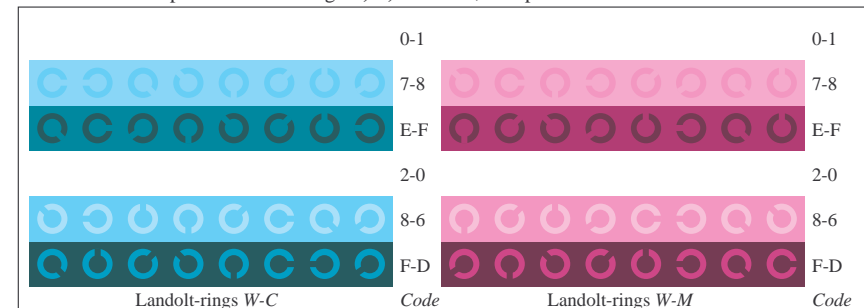 0-1 0-1
7-8 7-8
E-F E-F
2-0 2-0
8-6 8-6
F-D F-D
Landolt-rings W-C Code Landolt-rings W-M Code